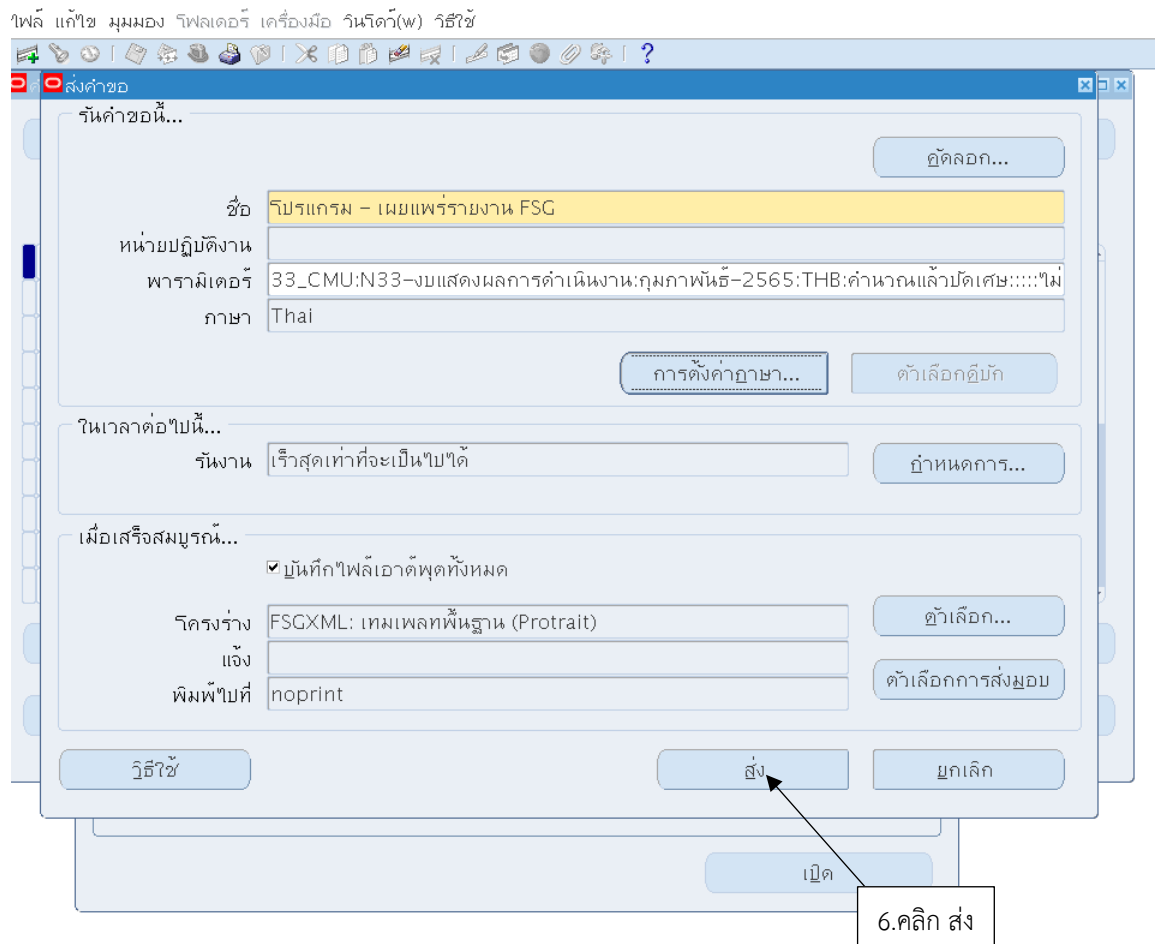 ไฟล์ แก้ไข มุมมอง โฟลเดอร์ เครื่องมือ วินโดว์(w) วิธีใช้
ส่งคำขอ
รันคำขอนี้...
คัดลอก...
ชื่อ โปรแกรม – เผยแพร่รายงาน FSG
หน่วยปฏิบัติงาน
พารามิเตอร์ 33_CMU:N33–งบแสดงผลการดำเนินงาน:กุมภาพันธ์–2565:THB:คำนวณแล้วปัดเศษ:::::ไม่
ภาษา Thai
การตั้งค่าภาษา... ตัวเลือกดีบัก
ในเวลาต่อไปนี้...
รันงาน เร็วสุดเท่าที่จะเป็นไปได้ กำหนดการ...
เมื่อเสร็จสมบูรณ์...
บันทึกไฟล์เอาต์พุตทั้งหมด
โครงร่าง FSGXML: เทมเพลทพื้นฐาน (Protrait) ตัวเลือก...
แจ้ง
พิมพ์ไปที่ noprint ตัวเลือกการส่งมอบ
วิธีใช้ ส่ง ยกเลิก
เปิด
6.คลิก ส่ง